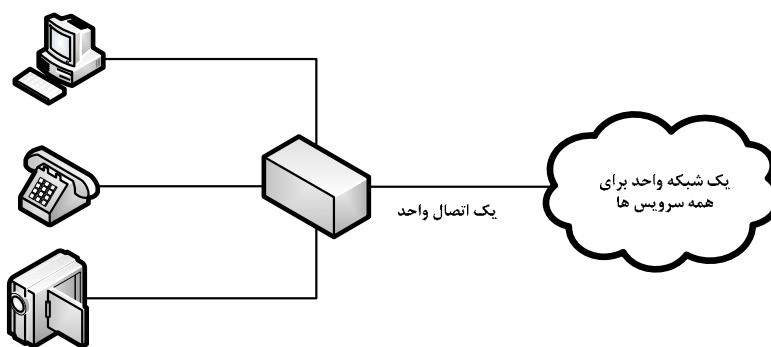 یک شبکه واحد برای
همه سرویس ها
یک اتصال واحد